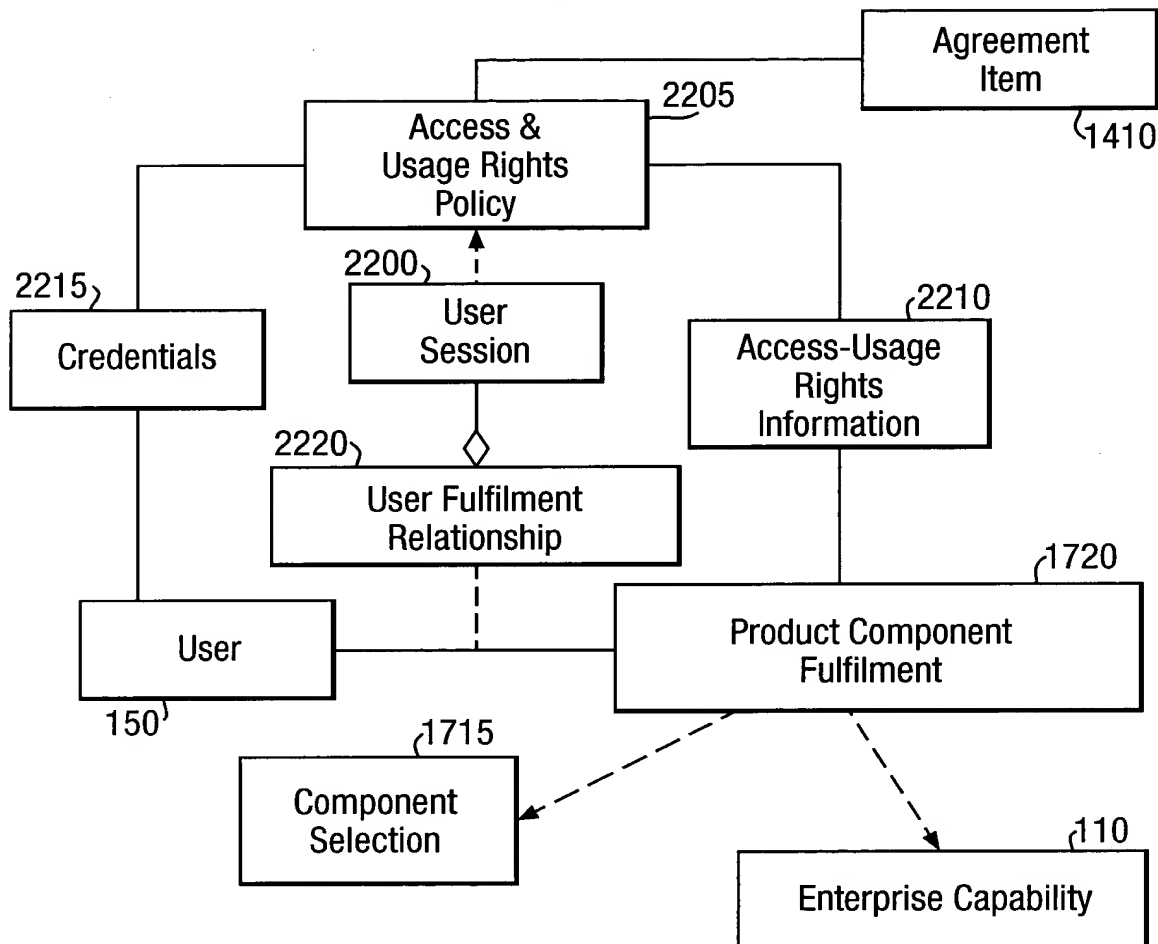 Agreement
Item
1410
2205
Access &
Usage Rights
Policy
2200
User
Session
2215
Credentials
2210
Access-Usage
Rights
Information
2220
User Fulfilment
Relationship
1720
Product Component
Fulfilment
User
150
1715
Component
Selection
110
Enterprise Capability